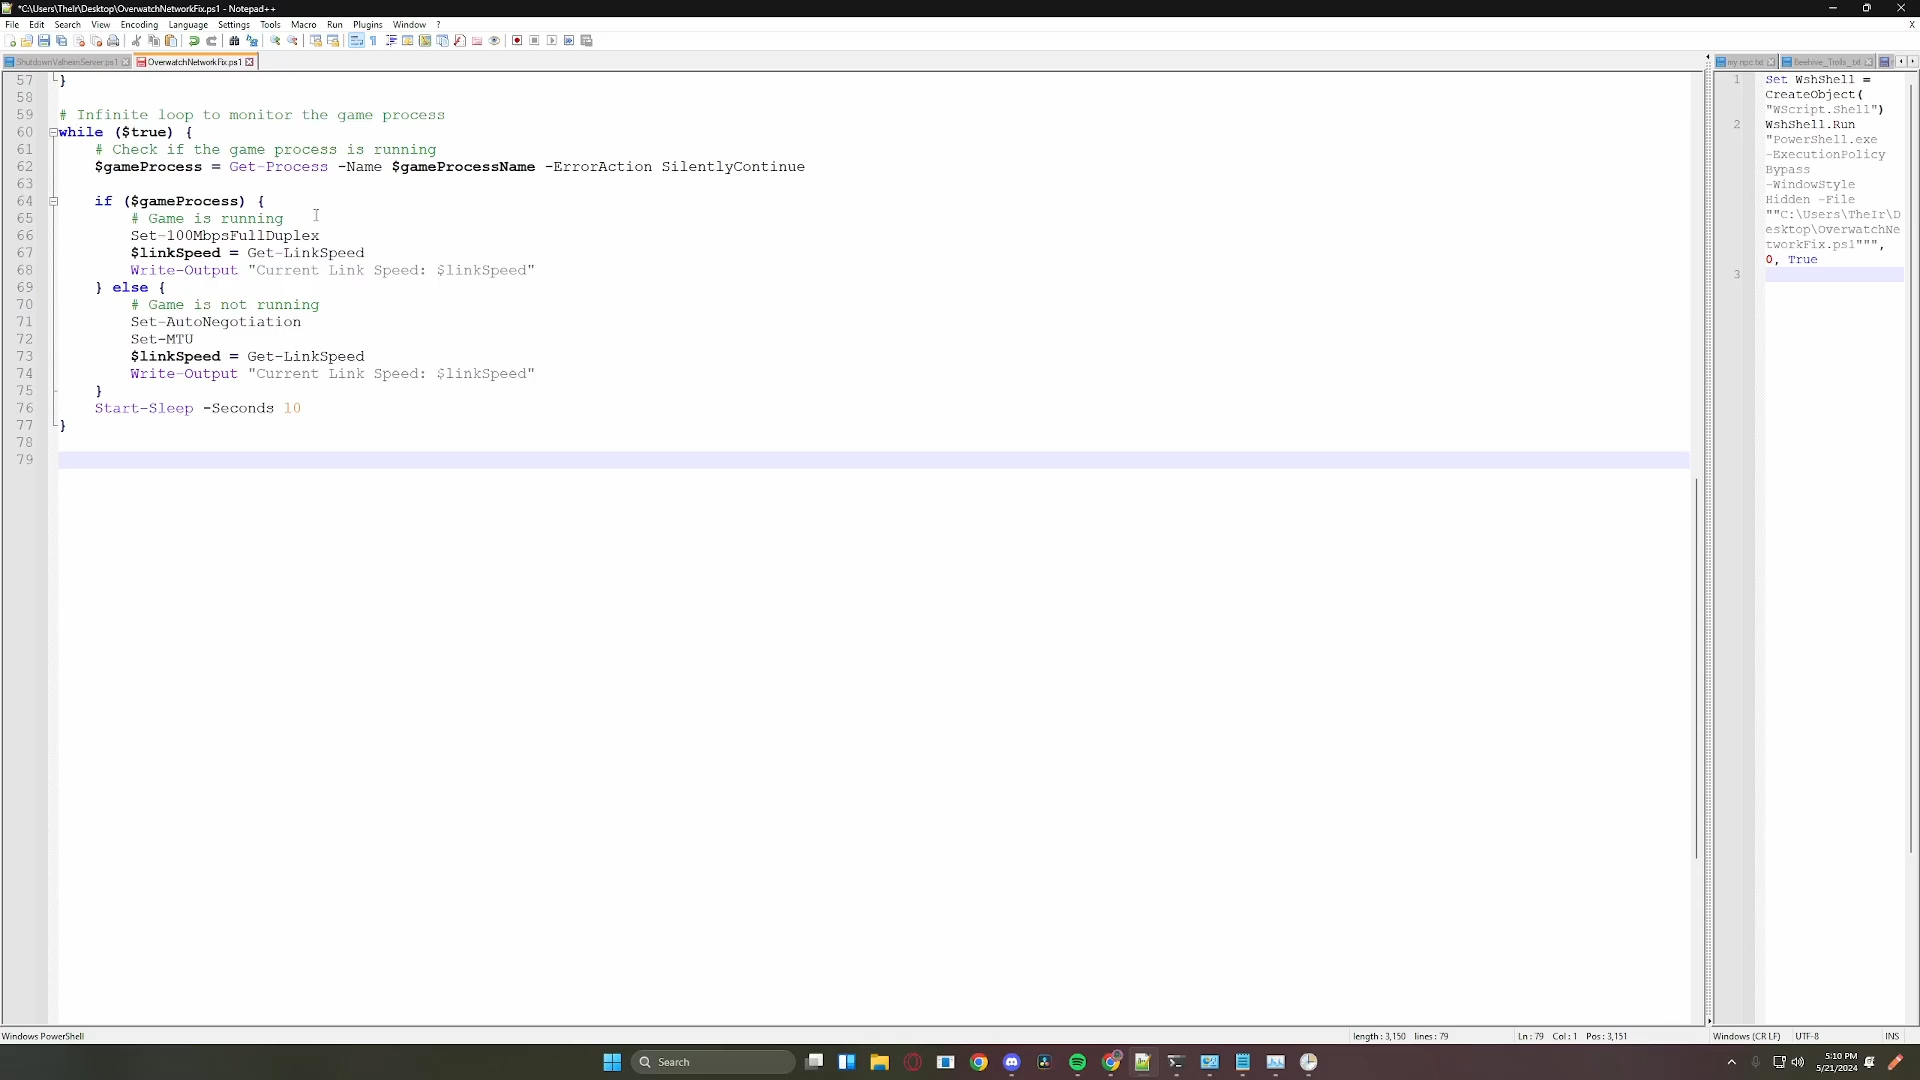 *C:\Users\TheIr\Desktop\OverwatchNetworkFix.ps1 - Notepad++
File Edit Search View Encoding Language Settings Tools Macro Run Plugins Window ?
X
ShutdownValheimServer.ps1
OverwatchNetworkFix.ps1
my npc.txt
Beehive_Trolls_.txt
57 }
58
59 # Infinite loop to monitor the game process
60 while ($true) {
61 # Check if the game process is running
62 $gameProcess = Get-Process -Name $gameProcessName -ErrorAction SilentlyContinue
63
64 if ($gameProcess) {
65 # Game is running
66 Set-100MbpsFullDuplex
67 $linkSpeed = Get-LinkSpeed
68 Write-Output "Current Link Speed: $linkSpeed"
69 } else {
70 # Game is not running
71 Set-AutoNegotiation
72 Set-MTU
73 $linkSpeed = Get-LinkSpeed
74 Write-Output "Current Link Speed: $linkSpeed"
75 }
76 Start-Sleep -Seconds 10
77 }
78
79
1 Set WshShell =
CreateObject(
"WScript.Shell")
2 WshShell.Run
"PowerShell.exe
-ExecutionPolicy
Bypass
-WindowStyle
Hidden -File
""C:\Users\TheIr\D
esktop\OverwatchNe
tworkFix.ps1""",
0, True
3
Windows PowerShell
length : 3,150 lines : 79
Ln : 79 Col : 1 Pos : 3,151
Windows (CR LF)
UTF-8
INS
Search
5:10 PM
5/21/2024